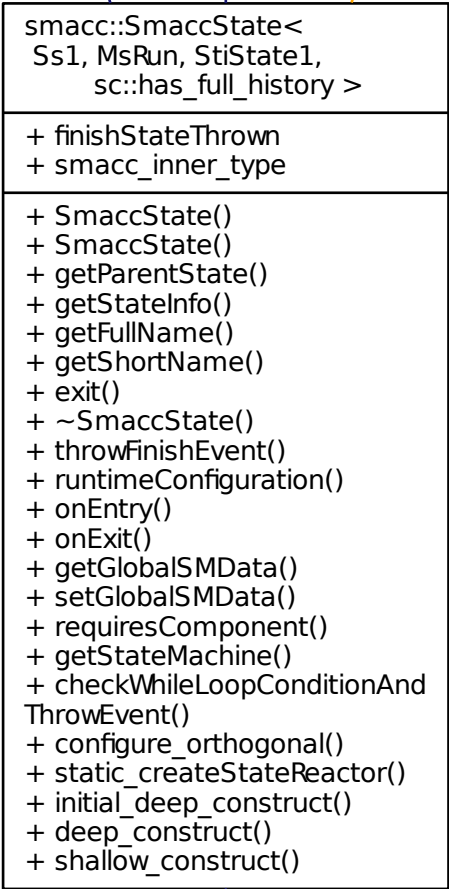 smacc::SmaccState<
Ss1, MsRun, StiState1,
sc::has_full_history >
+ finishStateThrown
+ smacc_inner_type
+ SmaccState()
+ SmaccState()
+ getParentState()
+ getStateInfo()
+ getFullName()
+ getShortName()
+ exit()
+ ~SmaccState()
+ throwFinishEvent()
+ runtimeConfiguration()
+ onEntry()
+ onExit()
+ getGlobalSMData()
+ setGlobalSMData()
+ requiresComponent()
+ getStateMachine()
+ checkWhileLoopConditionAnd
ThrowEvent()
+ configure_orthogonal()
+ static_createStateReactor()
+ initial_deep_construct()
+ deep_construct()
+ shallow_construct()